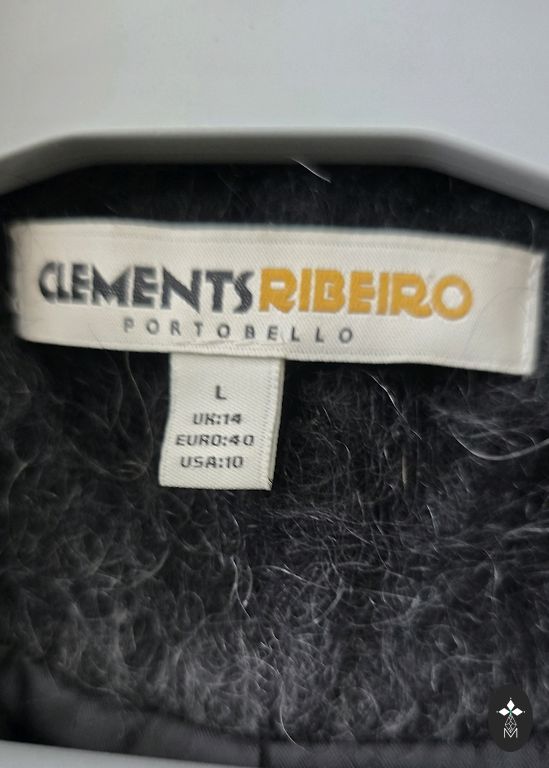 CLEMENTSRIBEIRO
PORTOBELLO
L
UK:14
EURO:40
USA:10
M